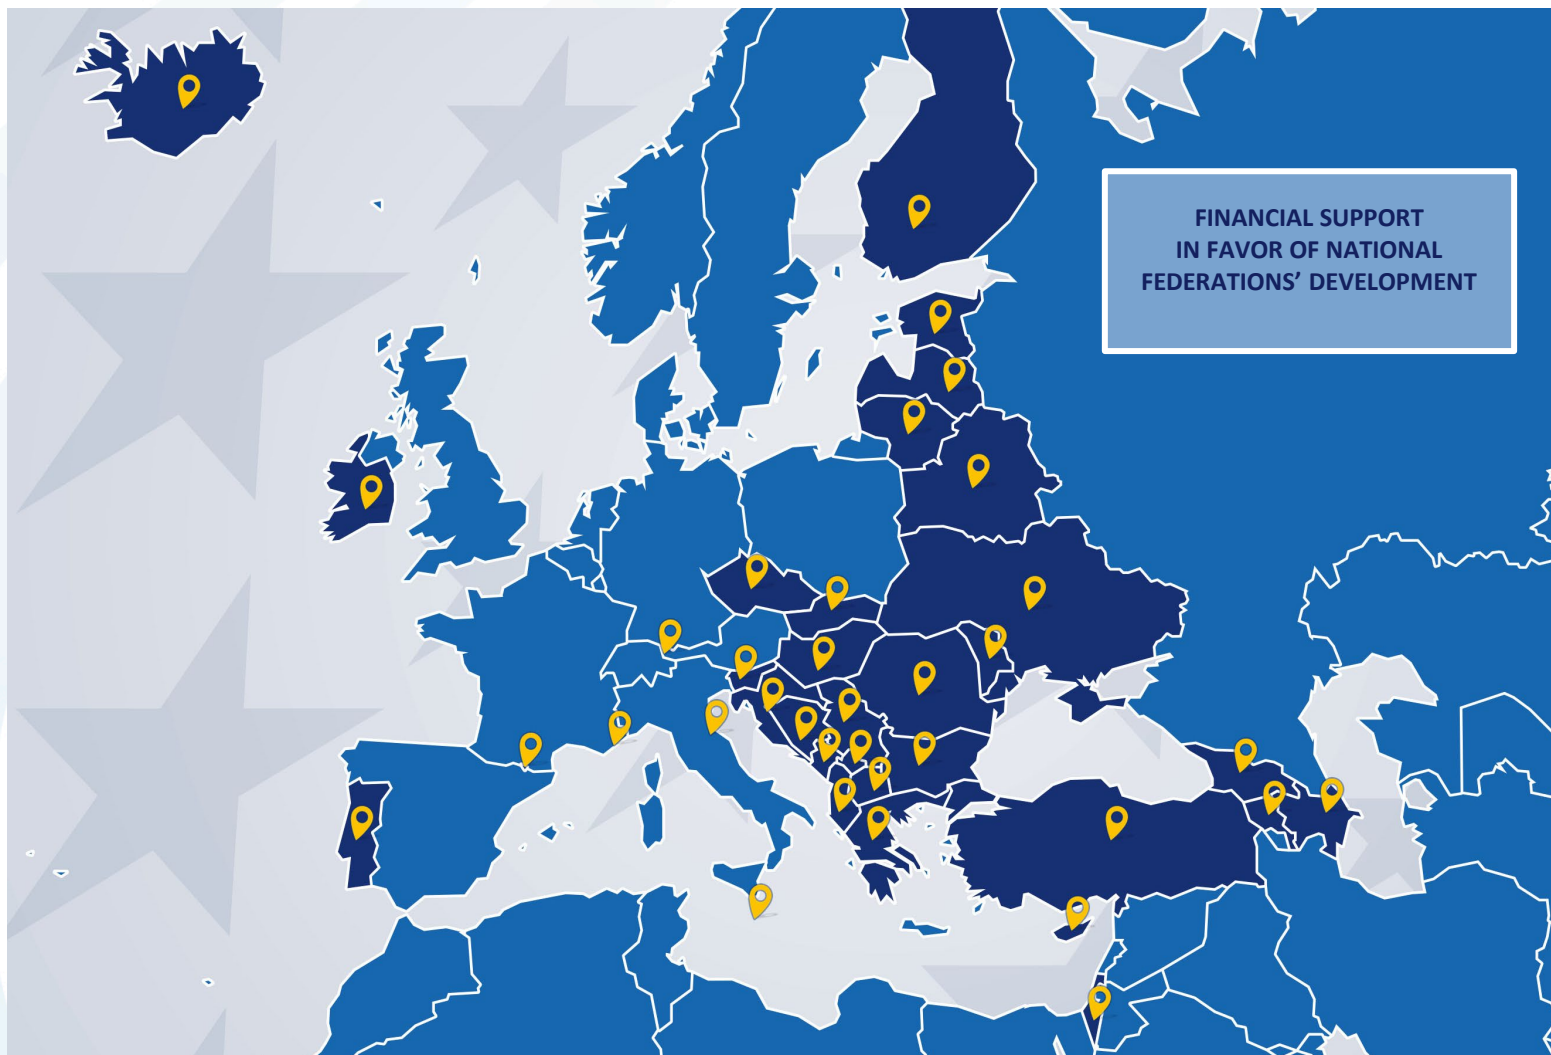 FINANCIAL SUPPORT
IN FAVOR OF NATIONAL
FEDERATIONS’ DEVELOPMENT